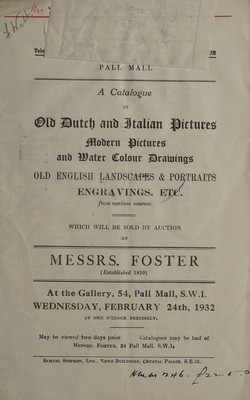 PALL MALL
A Catalogue
OF
Old Dutch and Italian Pictures
Modern Pictures
and Water Colour Drawings
OLD ENGLISH LANDSCAPES & PORTRAITS
ENGRAVINGS, ETC.
from various sources.
WHICH WILL BE SOLD BY AUCTION
BY
MESSRS. FOSTER
(Established 1810)
At the Gallery, 54, Pall Mall, S.W.1.
WEDNESDAY, FEBRUARY 24th, 1932
AT ONE O'CLOCK PRECISELY.
May be viewed two days prior. Catalogues may be had of
MESSRS. FOSTER, 54 Pall Mall, S.W.1.
SAMUEL STEPHEN, LTD., NEWS BUILDINGS, CRYSTAL PALACE, S.E.19.